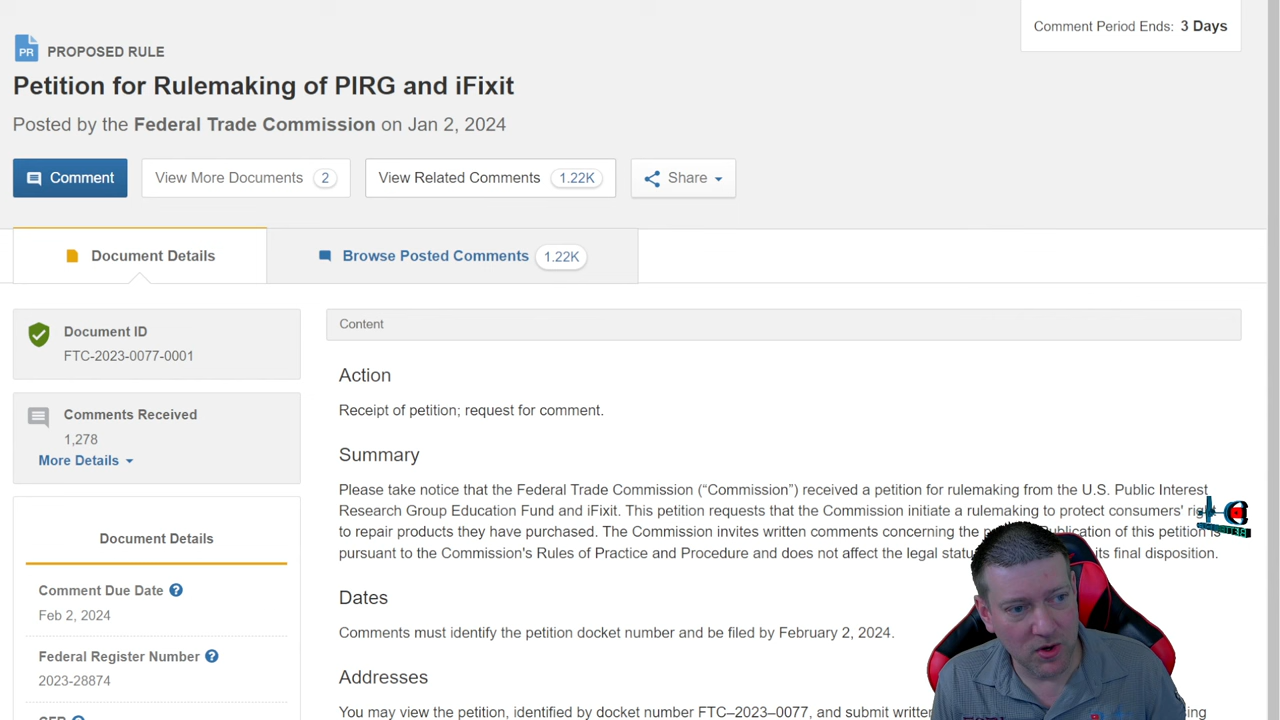 Comment Period Ends: 3 Days
PR PROPOSED RULE
Petition for Rulemaking of PIRG and iFixit
Posted by the Federal Trade Commission on Jan 2, 2024
Comment
View More Documents 2
View Related Comments 1.22K
Share
Document Details
Browse Posted Comments 1.22K
Document ID
FTC-2023-0077-0001
Comments Received
1,278
More Details
Document Details
Comment Due Date ?
Feb 2, 2024
Federal Register Number ?
2023-28874
Content
Action
Receipt of petition; request for comment.
Summary
Please take notice that the Federal Trade Commission (“Commission”) received a petition for rulemaking from the U.S. Public Interest
Research Group Education Fund and iFixit. This petition requests that the Commission initiate a rulemaking to protect consumers'
to repair products they have purchased. The Commission invites written comments concerning the Publication of this petition is
pursuant to the Commission's Rules of Practice and Procedure and does not affect the legal its final disposition.
Dates
Comments must identify the petition docket number and be filed by February 2, 2024.
Addresses
You may view the petition, identified by docket number FTC–2023–0077, and submit